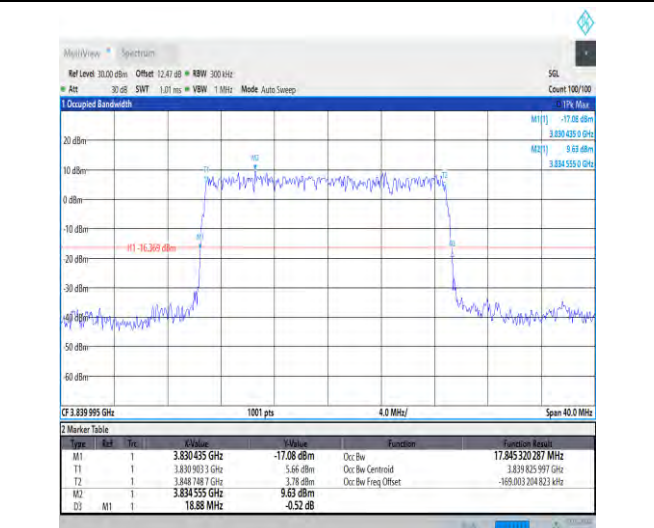 MultiView Spectrum
Ref Level 30.00 dBm Offset 12.47 dB RBW 300 kHz SGL
Att 30 dB SWT 1.01 ms VBW 1 MHz Mode Auto Sweep Count 100/100
1 Occupied Bandwidth 1Pk Max
M1[1] -17.08 dBm
3.830 435 0 GHz
20 dBm M2[1] 9.63 dBm
3.834 555 0 GHz
M2
10 dBm T1 T2
0 dBm
-10 dBm
M1
H1 -16.369 dBm
-20 dBm
-30 dBm
-40 dBm
-50 dBm
-60 dBm
CF 3.839 995 GHz 1001 pts 4.0 MHz/ Span 40.0 MHz
2 Marker Table
Type Ref Trc X-Value Y-Value Function Function Result
M1 1 3.830 435 GHz -17.08 dBm Occ Bw 17.845 320 287 MHz
T1 1 3.830 903 3 GHz 5.66 dBm Occ Bw Centroid 3.839 825 997 GHz
T2 1 3.848 748 7 GHz 3.78 dBm Occ Bw Freq Offset -169.003 204 823 kHz
M2 1 3.834 555 GHz 9.63 dBm
D3 M1 1 18.88 MHz -0.52 dB